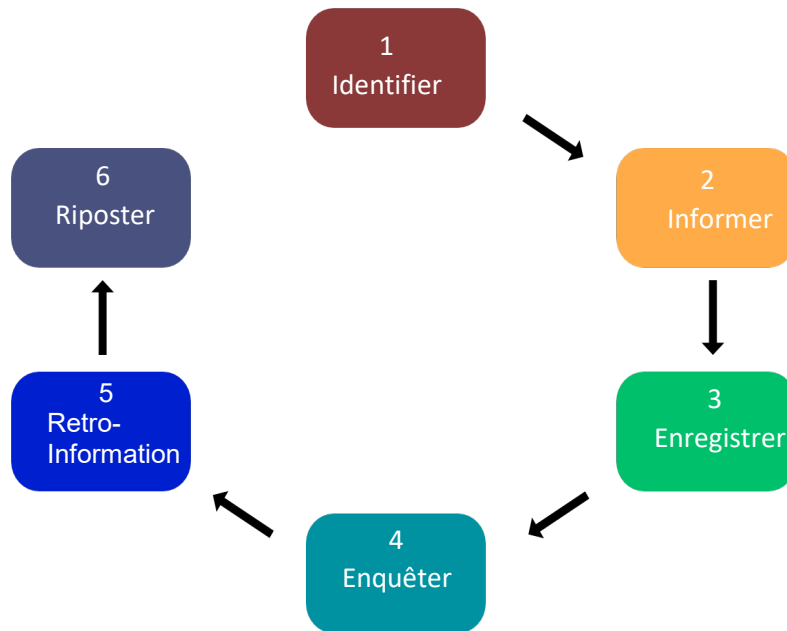 1
Identifier
2
Informer
3
Enregistrer
4
Enquêter
5
Retro-
Information
6
Riposter